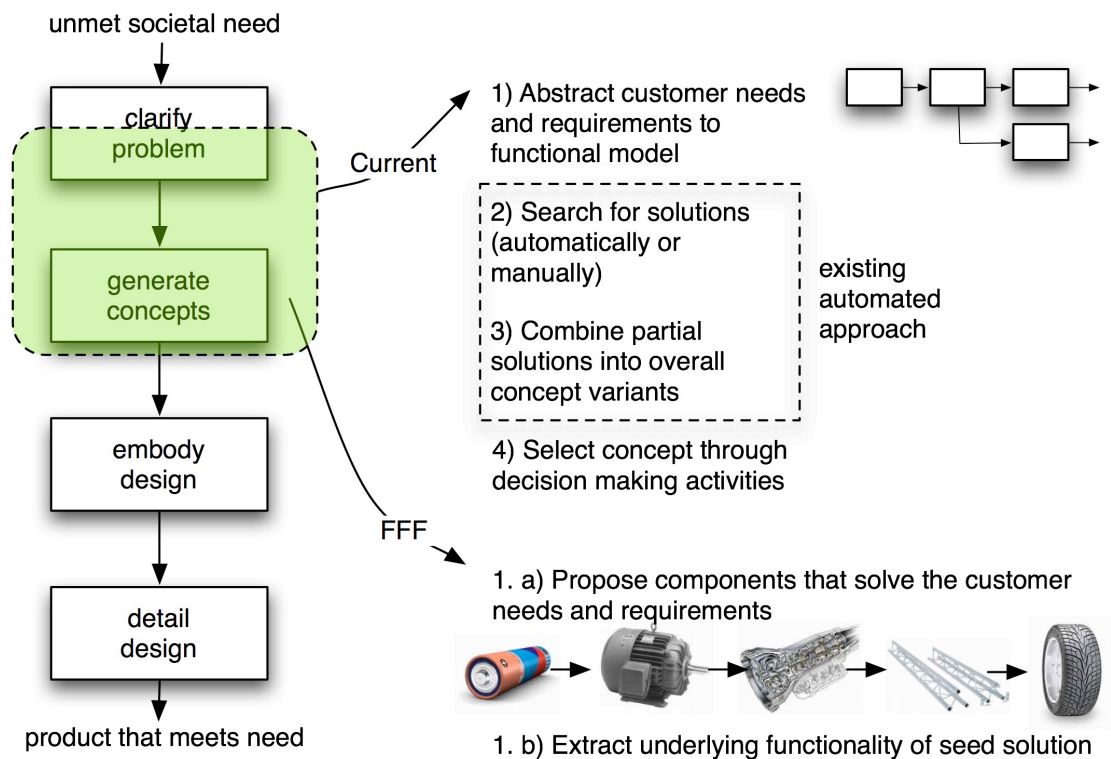 unmet societal need
clarify
problem
generate
concepts
embody
design
detail
design
product that meets need
Current
1) Abstract customer needs
and requirements to
functional model
2) Search for solutions
(automatically or
manually)
3) Combine partial
solutions into overall
concept variants
existing
automated
approach
4) Select concept through
decision making activities
FFF
1. a) Propose components that solve the customer
needs and requirements
1. b) Extract underlying functionality of seed solution